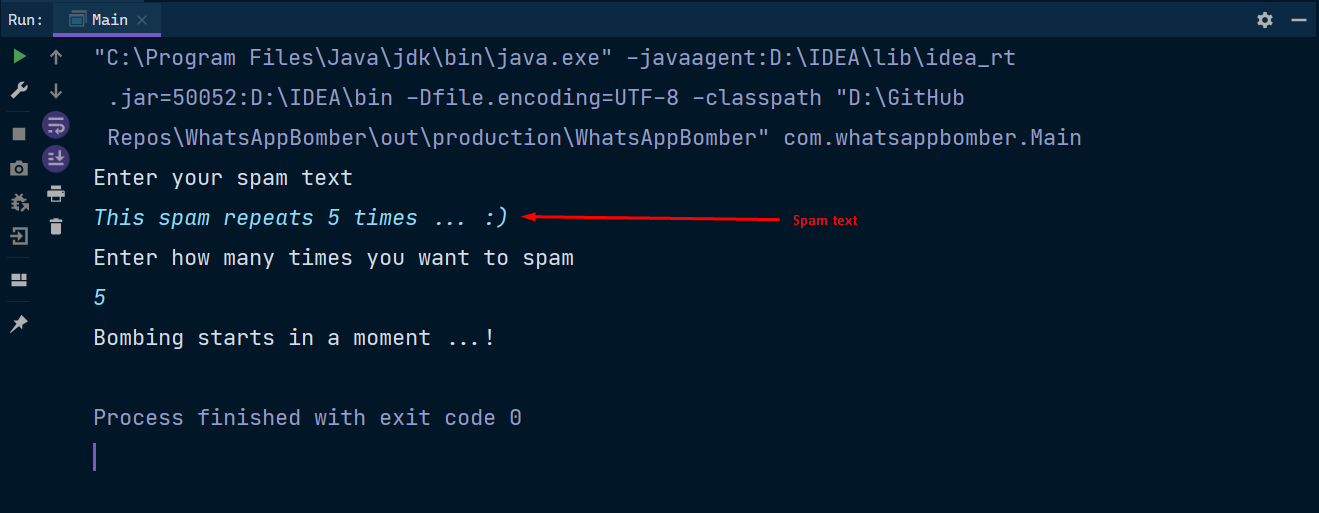 Run: Main
"C:\Program Files\Java\jdk\bin\java.exe" -javaagent:D:\IDEA\lib\idea_rt
.jar=50052:D:\IDEA\bin -Dfile.encoding=UTF-8 -classpath "D:\GitHub
Repos\WhatsAppBomber\out\production\WhatsAppBomber" com.whatsappbomber.Main
Enter your spam text
This spam repeats 5 times ... :)
Spam text
Enter how many times you want to spam
5
Bombing starts in a moment ...!
Process finished with exit code 0